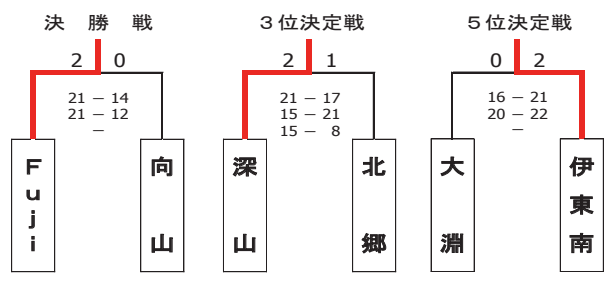 決 勝 戦
2 0
21 － 14
21 － 12
－
Fuji
向山
3位決定戦
2 1
21 － 17
15 － 21
15 － 8
深山
北郷
5位決定戦
0 2
16 － 21
20 － 22
－
大淵
伊東南